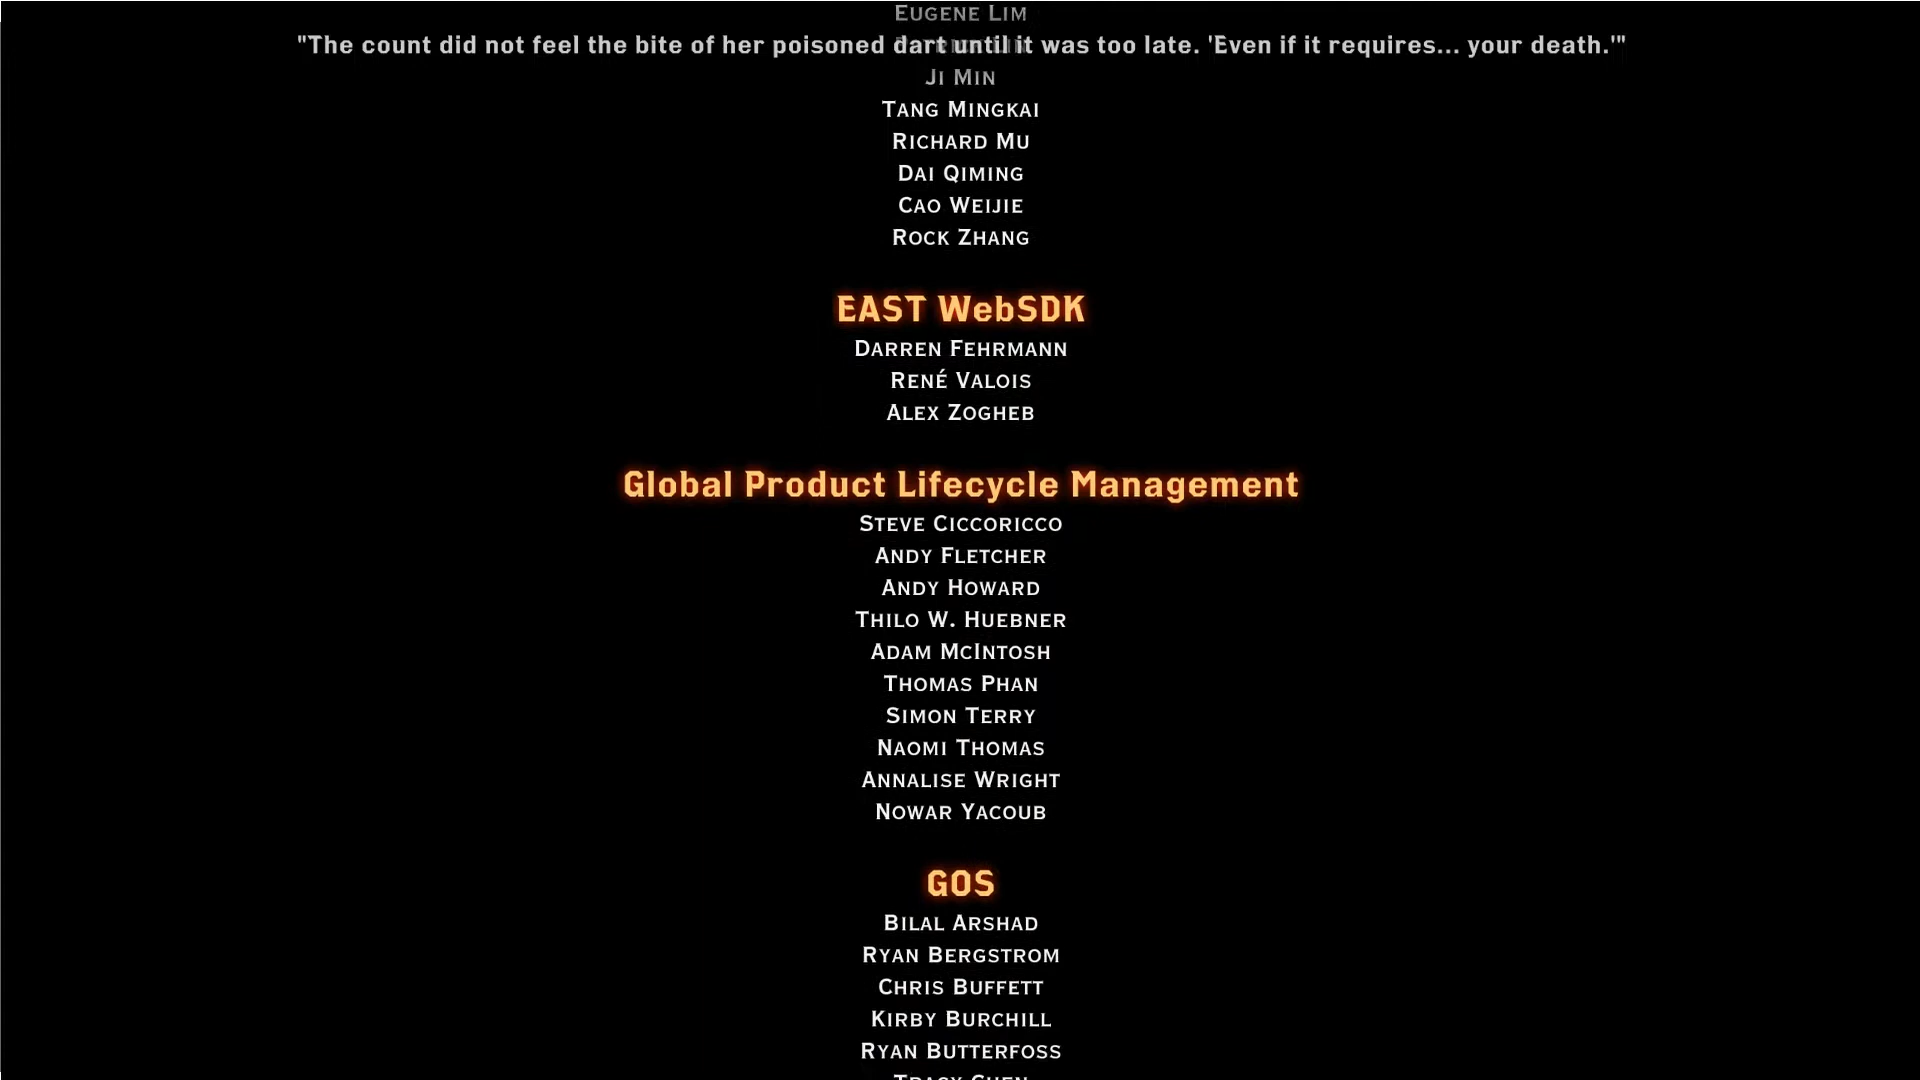 EUGENE LIM
"The count did not feel the bite of her poisoned dart until it was too late. 'Even if it requires... your death.'"
JI MIN
TANG MINGKAI
RICHARD MU
DAI QIMING
CAO WEIJIE
ROCK ZHANG
EAST WebSDK
DARREN FEHRMANN
RENÉ VALOIS
ALEX ZOGHEB
Global Product Lifecycle Management
STEVE CICCORICCO
ANDY FLETCHER
ANDY HOWARD
THILO W. HUEBNER
ADAM MCINTOSH
THOMAS PHAN
SIMON TERRY
NAOMI THOMAS
ANNALISE WRIGHT
NOWAR YACOUB
GOS
BILAL ARSHAD
RYAN BERGSTROM
CHRIS BUFFETT
KIRBY BURCHILL
RYAN BUTTERFOSS